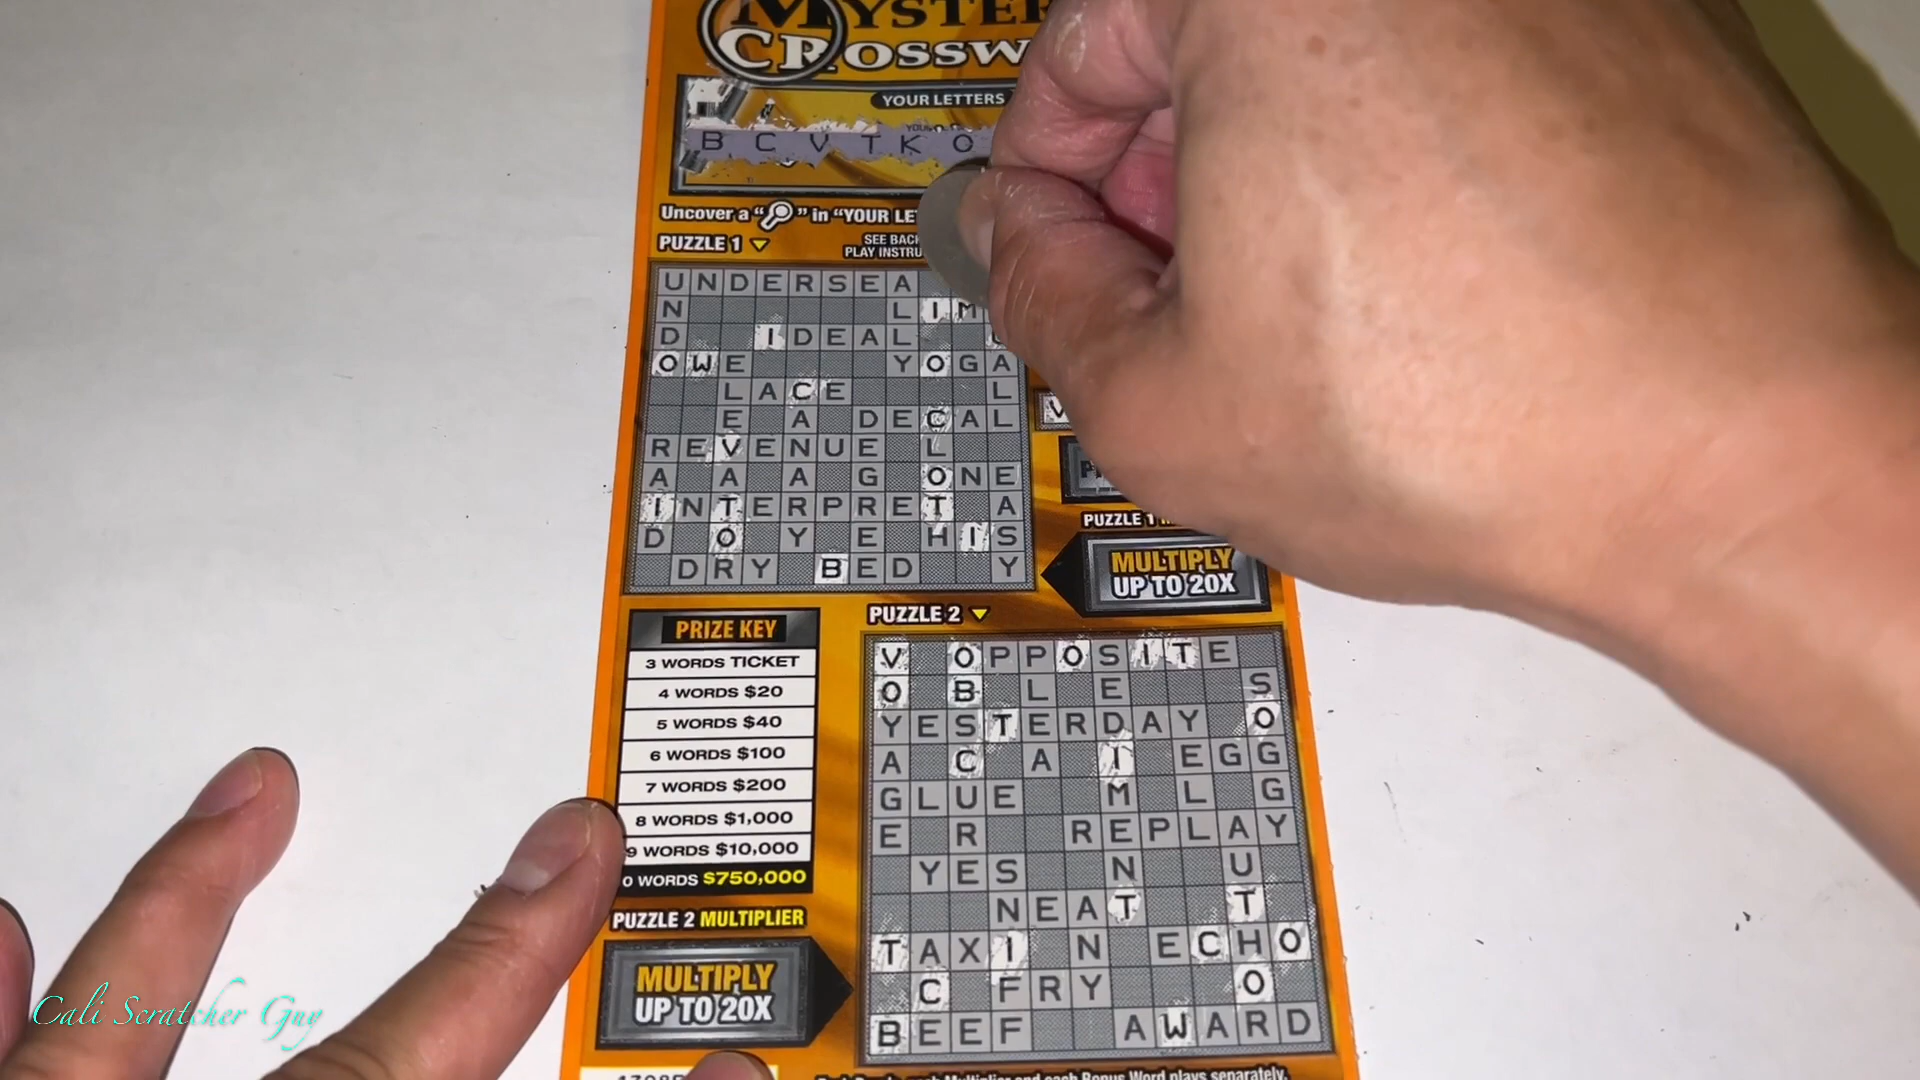 MYSTE
CROSSW
YOUR LETTERS
B C V T K O
Uncover a " " in "YOUR LE
PUZZLE 1
SEE BAC
PLAY INSTRU
UNDERSEA
N L I M
D IDEAL
OWE YOGA
LACE L
E A DECAL
REVENUE L
A A A G ONE
INTERPRET A
D O Y E HIS
DRY BED Y
V
PUZZLE 1
MULTIPLY
UP TO 20X
PRIZE KEY
3 WORDS TICKET
4 WORDS $20
5 WORDS $40
6 WORDS $100
7 WORDS $200
8 WORDS $1,000
9 WORDS $10,000
0 WORDS $750,000
PUZZLE 2 MULTIPLIER
MULTIPLY
UP TO 20X
PUZZLE 2
V OPPOSITE
O B L E S
YESTERDAY O
A C A I EGG
GLUE M L G
E R REPLAY
YES N U
NEAT T
TAXI N ECHO
C FRY O
BEEF AWARD
Cali Scratcher Guy